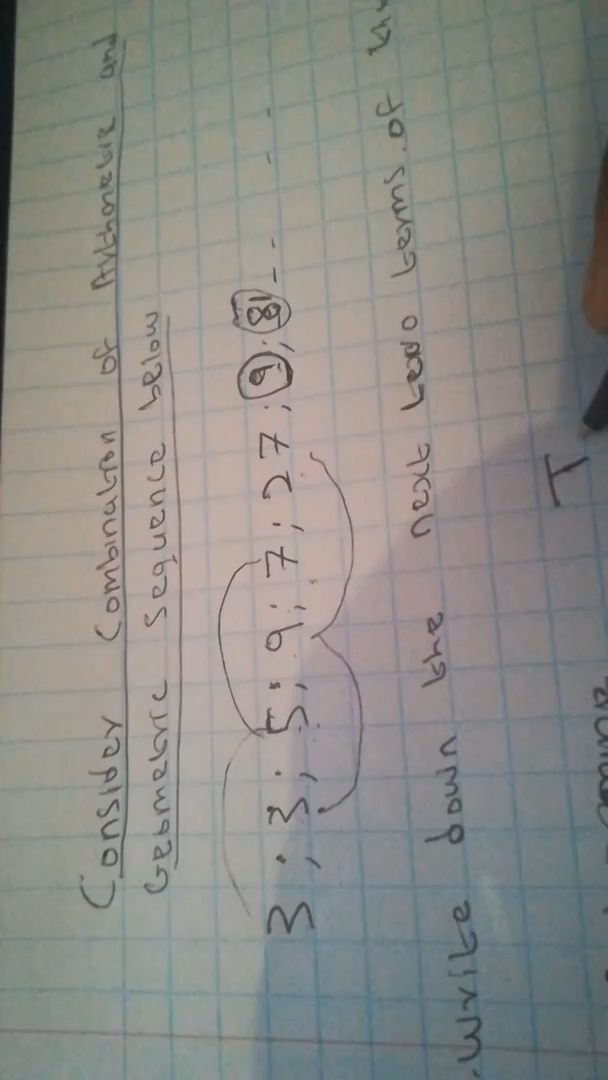 Consider Combination of Arithmetic and
Geometric Sequence below
3 ; 3 ; 5 ; 9 ; 7 ; 27 ; 9 ; 81 - - -
.Write down the next two terms of
I